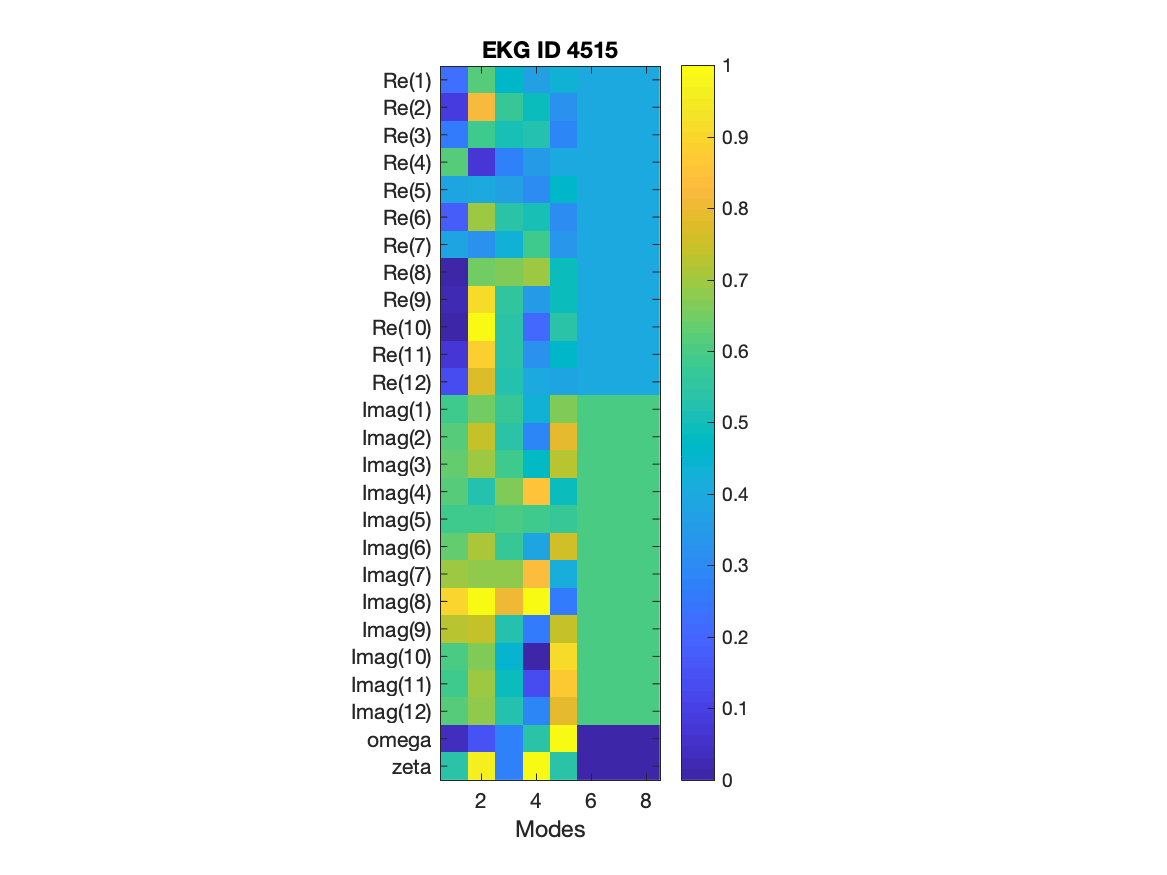 EKG ID 4515
Re(1)
Re(2)
Re(3)
Re(4)
Re(5)
Re(6)
Re(7)
Re(8)
Re(9)
Re(10)
Re(11)
Re(12)
Imag(1)
Imag(2)
Imag(3)
Imag(4)
Imag(5)
Imag(6)
Imag(7)
Imag(8)
Imag(9)
Imag(10)
Imag(11)
Imag(12)
omega
zeta
2 4 6 8
Modes
1
0.9
0.8
0.7
0.6
0.5
0.4
0.3
0.2
0.1
0